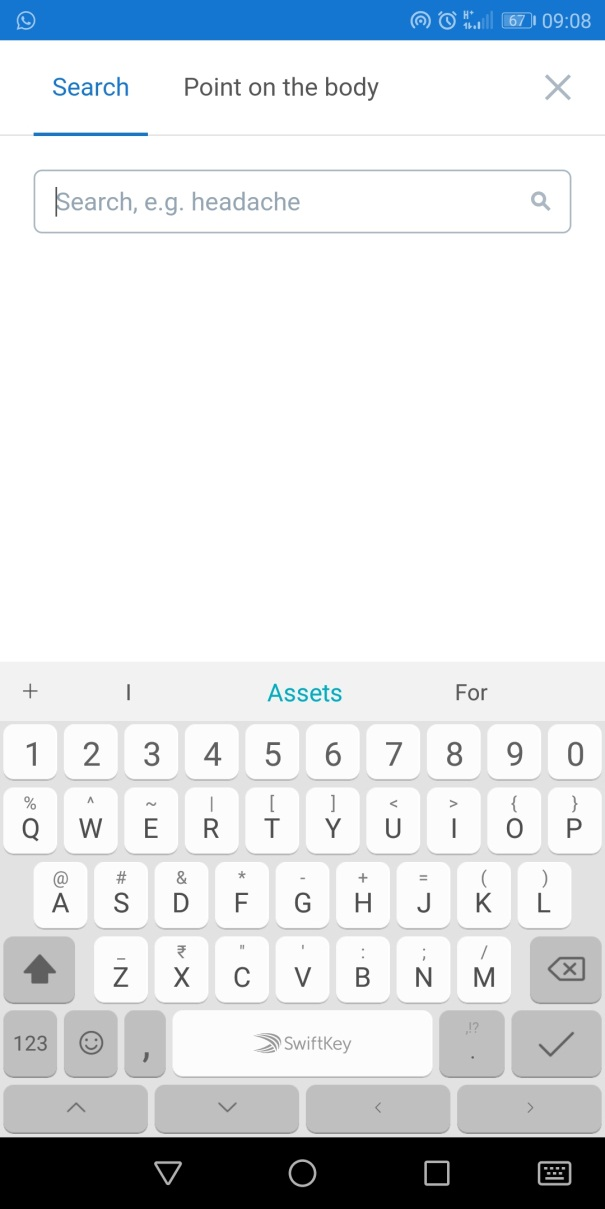 H+ 67 09:08
Search Point on the body
Search, e.g. headache
+ I Assets For
1 2 3 4 5 6 7 8 9 0
% ^ ~ | [ ] < > { }
Q W E R T Y U I O P
@ # & * - + = ( )
A S D F G H J K L
_ ₹ " ' : ; /
Z X C V B N M
,!?
123 , SwiftKey .